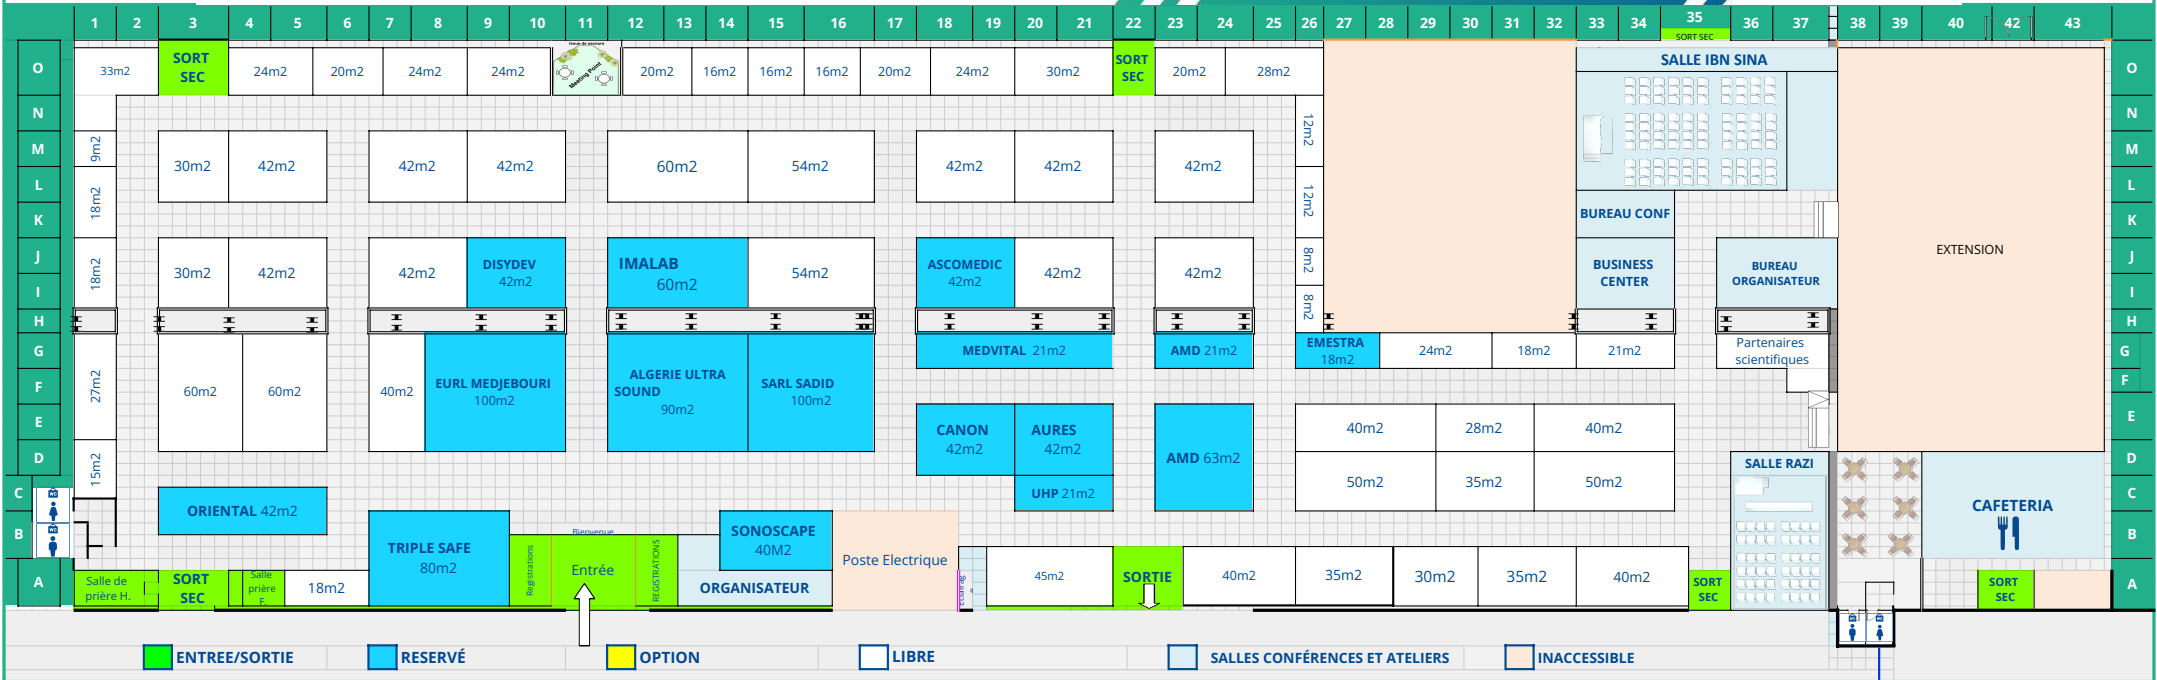 1 2 3 4 5 6 7 8 9 10 11 12 13 14 15 16 18 19 20 21 22 23 24 25 26 27 28 29 30 31 32 33 34 35 36 37 38 39 40 42 43
SORT SEC
O
33m2
SORT
SEC
24m2
20m2
24m2
24m2
Meeting Point
20m2
16m2
15m2
16m2
20m2
24m2
30m2
SORT
SEC
20m2
28m2
SALLE IBN SINA
O
N
12m2
N
M
9m2
30m2
42m2
42m2
42m2
60m2
54m2
42m2
42m2
42m2
M
L
18m2
12m2
L
K
BUREAU CONF
K
J
18m2
30m2
42m2
42m2
DISYDEV
42m2
IMALAB
60m2
54m2
ASCOMEDIC
42m2
42m2
42m2
8m2
BUSINESS
CENTER
BUREAU
ORGANISATEUR
EXTENSION
J
I
8m2
I
H
H
G
MEDVITAL 21m2
AMD 21m2
EMESTRA
18m2
24m2
18m2
21m2
Partenaires
scientifiques
G
F
27m2
60m2
60m2
40m2
EURL MEDJEBOURI
100m2
ALGERIE ULTRA
SOUND
90m2
SARL SADID
100m2
F
E
CANON
42m2
AURES
42m2
40m2
28m2
40m2
E
D
15m2
AMD 63m2
50m2
35m2
50m2
SALLE RAZI
D
C
WC
ORIENTAL 42m2
UHP 21m2
CAFETERIA
C
B
WC
TRIPLE SAFE
80m2
Bienvenue
Registrations
Entrée
REGISTRATIONS
SONOSCAPE
40M2
Poste Electrique
B
A
Salle de
prière H.
SORT
SEC
Salle
prière
F.
18m2
ORGANISATEUR
45m2
SORTIE
40m2
35m2
30m2
35m2
40m2
SORT
SEC
SORT
SEC
A
ENTREE/SORTIE
RESERVÉ
OPTION
LIBRE
SALLES CONFÉRENCES ET ATELIERS
INACCESSIBLE